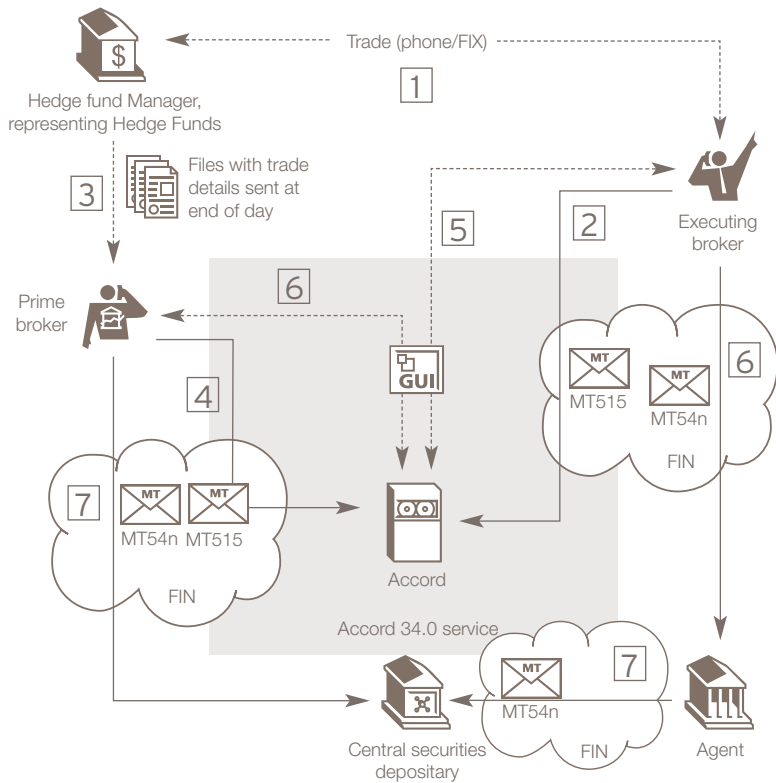 $
Trade (phone/FIX)
1
Hedge fund Manager,
representing Hedge Funds
3
Files with trade
details sent at
end of day
5
2
Executing
broker
Prime
broker
6
GUI
4
MT
MT515
MT
MT54n
6
FIN
7
MT
MT54n
MT
MT515
FIN
Accord
Accord 34.0 service
MT
MT54n
7
FIN
Central securities
depositary
Agent